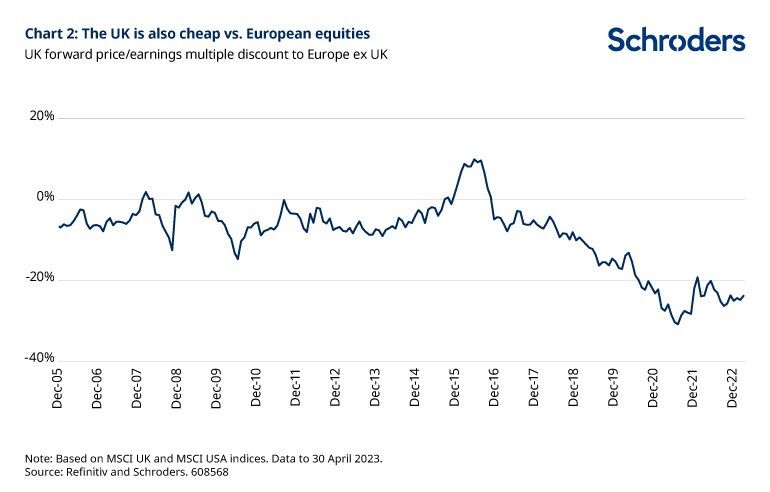 Chart 2: The UK is also cheap vs. European equities
Schroders
UK forward price/earnings multiple discount to Europe ex UK
20%
0%
-20%
-40%
Dec-05
Dec-06
Dec-07
Dec-08
Dec-09
Dec-10
Dec-11
Dec-12
Dec-13
Dec-14
Dec-15
Dec-16
Dec-17
Dec-18
Dec-19
Dec-20
Dec-21
Dec-22
Note: Based on MSCI UK and MSCI USA indices. Data to 30 April 2023.
Source: Refinitiv and Schroders. 608568